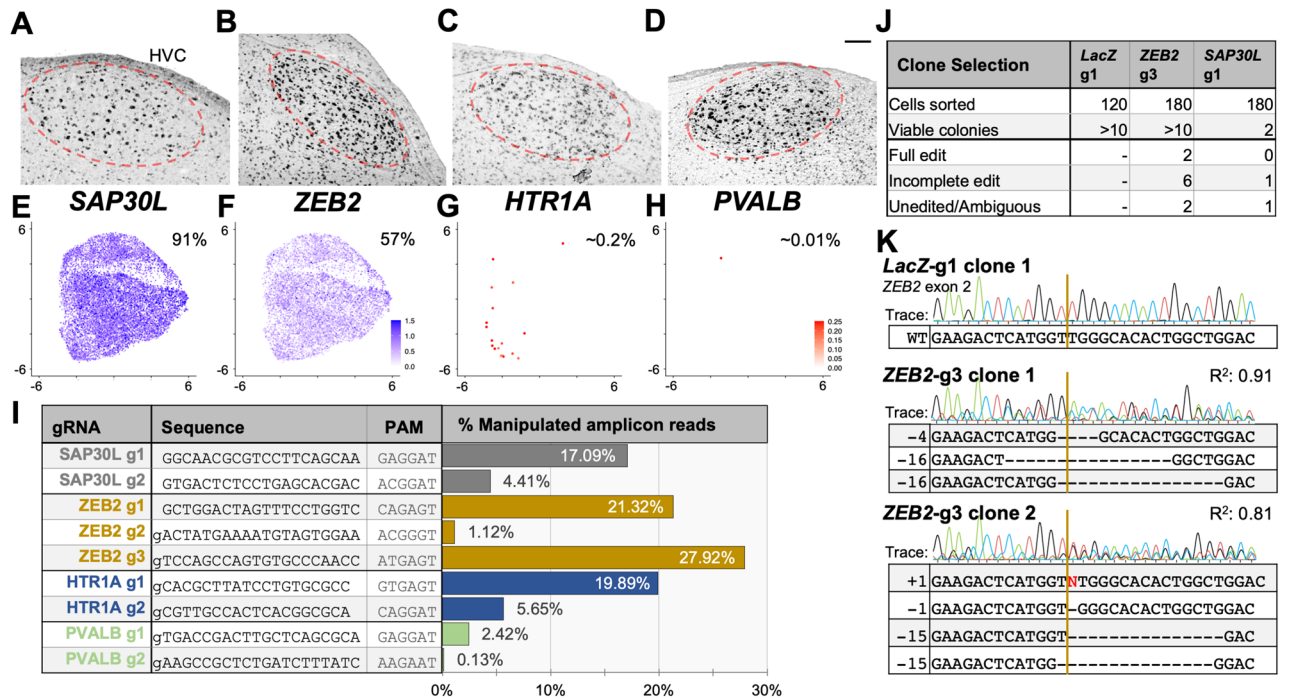 A
B
C
D
HVC
E
SAP30L
F
ZEB2
G
HTR1A
H
PVALB
6
91%
-6
-6
6
6
57%
1.5
1.0
0.5
0.0
-6
-6
6
6
~0.2%
0.25
0.20
0.15
0.10
0.05
0.00
-6
-6
6
6
~0.01%
-6
-6
6
I
gRNA Sequence PAM % Manipulated amplicon reads
SAP30L g1 GGCAACGCGTCCTTCAGCAA GAGGAT 17.09%
SAP30L g2 GTGACTCTCCTGAGCACGAC ACGGAT 4.41%
ZEB2 g1 GCTGGACTAGTTTCCTGGTC CAGAGT 21.32%
ZEB2 g2 gACTATGAAAATGTAGTGGAA ACGGGT 1.12%
ZEB2 g3 gTCCAGCCAGTGTGCCCAACC ATGAGT 27.92%
HTR1A g1 gCACGCTTATCCTGTGCGCC GTGAGT 19.89%
HTR1A g2 gCGTTGCCACTCACGGCGCA CAGGAT 5.65%
PVALB g1 gTGACCGACTTGCTCAGCGCA GAGGAT 2.42%
PVALB g2 gAAGCCGCTCTGATCTTTATC AAGAAT 0.13%
0% 10% 20% 30%
J
Clone Selection LacZ g1 ZEB2 g3 SAP30L g1
Cells sorted 120 180 180
Viable colonies >10 >10 2
Full edit - 2 0
Incomplete edit - 6 1
Unedited/Ambiguous - 2 1
K
LacZ-g1 clone 1
ZEB2 exon 2
Trace:
WT GAAGACTCATGGTTGGGCACACTGGCTGGAC
ZEB2-g3 clone 1 R²: 0.91
Trace:
-4 GAAGACTCATGG----GCACACTGGCTGGAC
-16 GAAGACT----------------GGCTGGAC
-16 GAAGACTCATGG----------------GAC
ZEB2-g3 clone 2 R²: 0.81
Trace:
+1 GAAGACTCATGGTNTGGGCACACTGGCTGGAC
-1 GAAGACTCATGGT-GGGCACACTGGCTGGAC
-15 GAAGACTCATGGT---------------GAC
-15 GAAGACTCATGG---------------GGAC